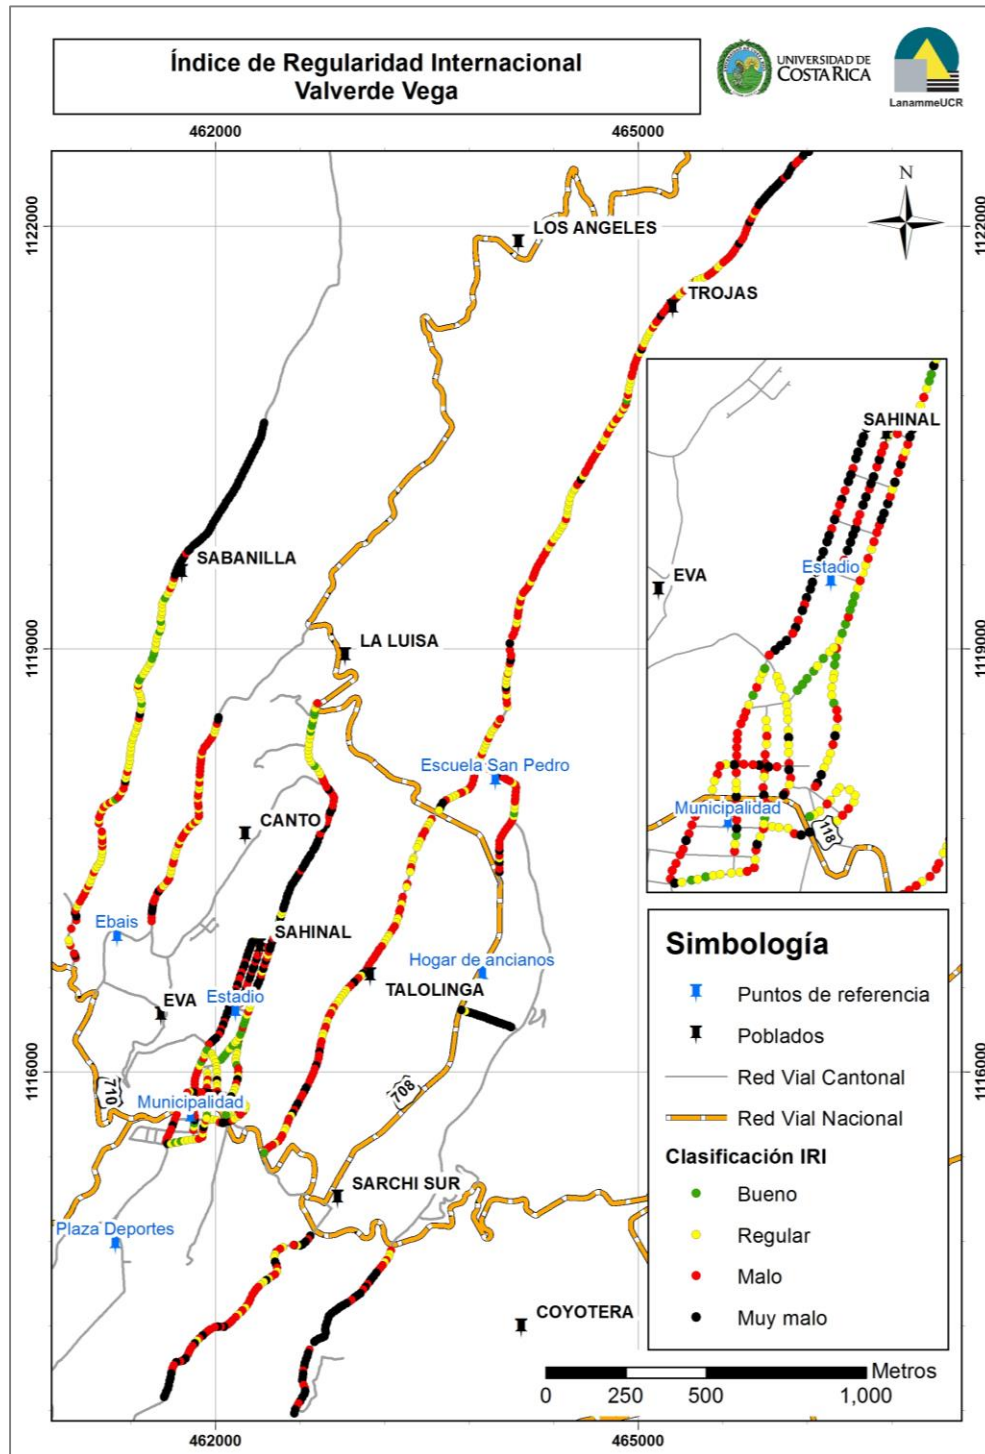 Índice de Regularidad Internacional
Valverde Vega
UNIVERSIDAD DE
COSTA RICA
LanammeUCR
462000
465000
1122000
1122000
N
LOS ANGELES
TROJAS
SAHINAL
SABANILLA
Estadio
EVA
LA LUISA
1119000
1119000
Escuela San Pedro
Municipalidad
118
CANTO
Ebais
SAHINAL
Hogar de ancianos
TALOLINGA
EVA
Estadio
Simbología
Puntos de referencia
Poblados
Red Vial Cantonal
Red Vial Nacional
Clasificación IRI
Bueno
Regular
Malo
Muy malo
1116000
1116000
710
708
Municipalidad
SARCHI SUR
Plaza Deportes
COYOTERA
Metros
0
250
500
1,000
462000
465000